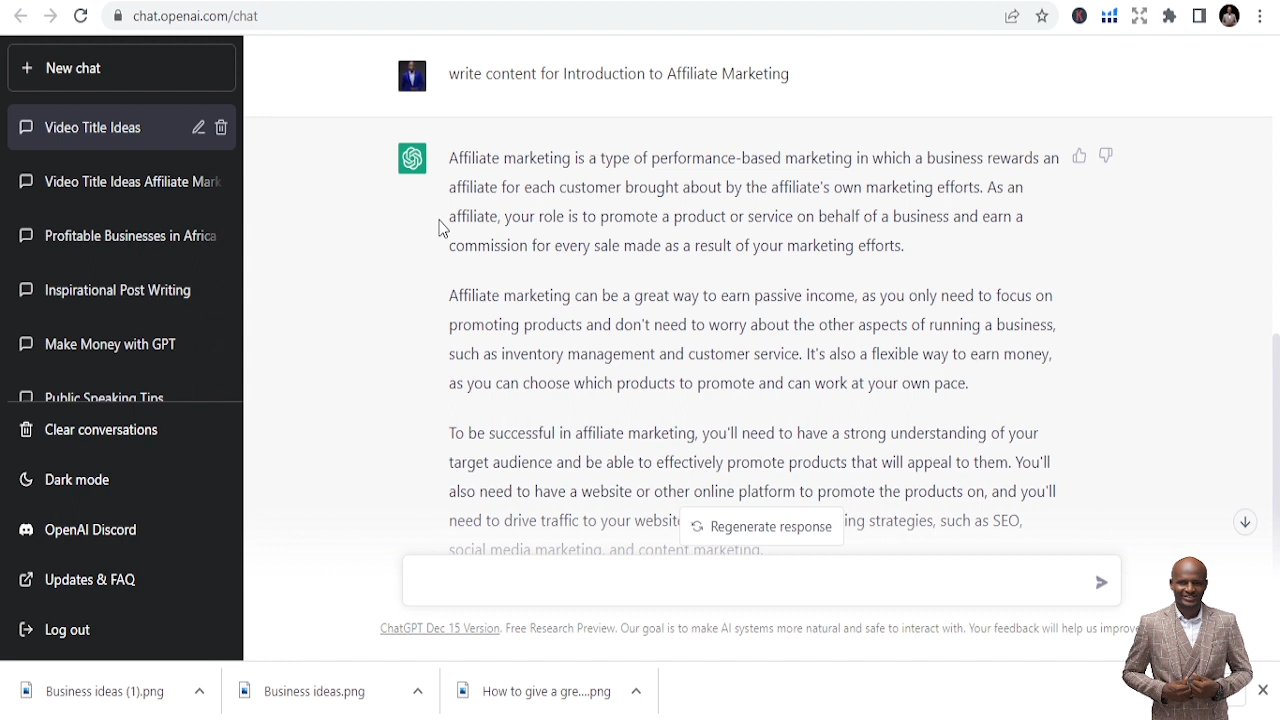 chat.openai.com/chat
New chat
Video Title Ideas
Video Title Ideas Affiliate Mark
Profitable Businesses in Africa
Inspirational Post Writing
Make Money with GPT
Public Speaking Tips
Clear conversations
Dark mode
OpenAI Discord
Updates & FAQ
Log out
write content for Introduction to Affiliate Marketing
Affiliate marketing is a type of performance-based marketing in which a business rewards an
affiliate for each customer brought about by the affiliate's own marketing efforts. As an
affiliate, your role is to promote a product or service on behalf of a business and earn a
commission for every sale made as a result of your marketing efforts.
Affiliate marketing can be a great way to earn passive income, as you only need to focus on
promoting products and don't need to worry about the other aspects of running a business,
such as inventory management and customer service. It's also a flexible way to earn money,
as you can choose which products to promote and can work at your own pace.
To be successful in affiliate marketing, you'll need to have a strong understanding of your
target audience and be able to effectively promote products that will appeal to them. You'll
also need to have a website or other online platform to promote the products on, and you'll
need to drive traffic to your website ing strategies, such as SEO,
social media marketing, and content marketing.
Regenerate response
ChatGPT Dec 15 Version. Free Research Preview. Our goal is to make AI systems more natural and safe to interact with. Your feedback will help us improve
Business ideas (1).png
Business ideas.png
How to give a gre....png